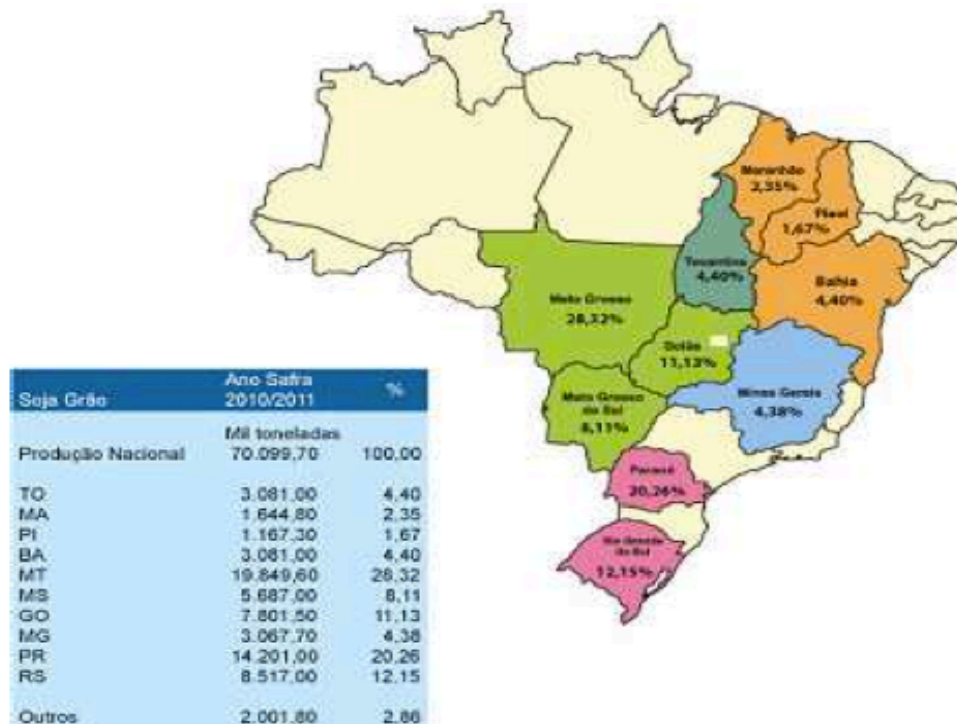 Maranhão
2,35%
Piauí
1,67%
Tocantins
4,40%
Bahia
4,40%
Mato Grosso
28,32%
Goiás
11,13%
Minas Gerais
4,38%
Mato Grosso
do Sul
8,11%
Paraná
20,26%
Rio Grande
do Sul
12,15%
Soja Grão Ano Safra 2010/2011 %
Mil toneladas
Produção Nacional 70.099,70 100,00
TO 3.081,00 4,40
MA 1.644,80 2,35
PI 1.167,30 1,67
BA 3.081,00 4,40
MT 19.849,60 28,32
MS 5.687,00 8,11
GO 7.801,50 11,13
MG 3.067,70 4,38
PR 14.201,00 20,26
RS 8.517,00 12,15
Outros 2.001,80 2,86